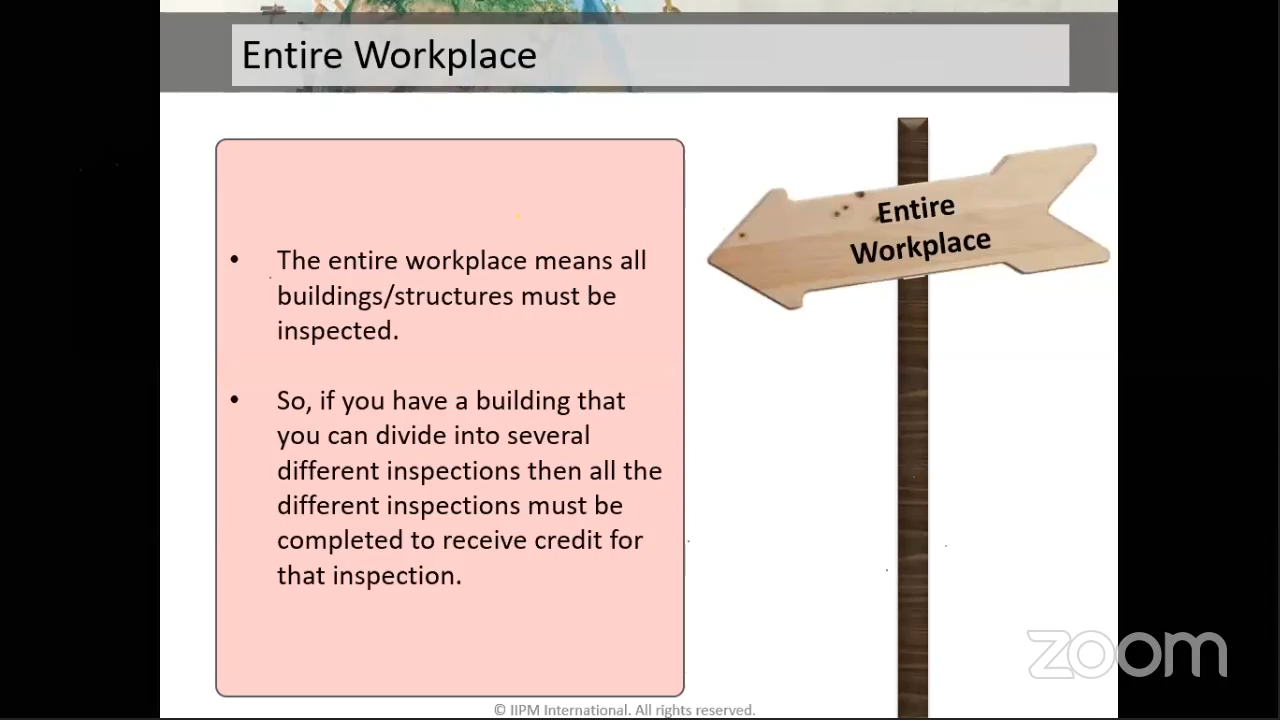 Entire Workplace
• The entire workplace means all
buildings/structures must be
inspected.
• So, if you have a building that
you can divide into several
different inspections then all the
different inspections must be
completed to receive credit for
that inspection.
Entire
Workplace
zoom
© IIPM International. All rights reserved.